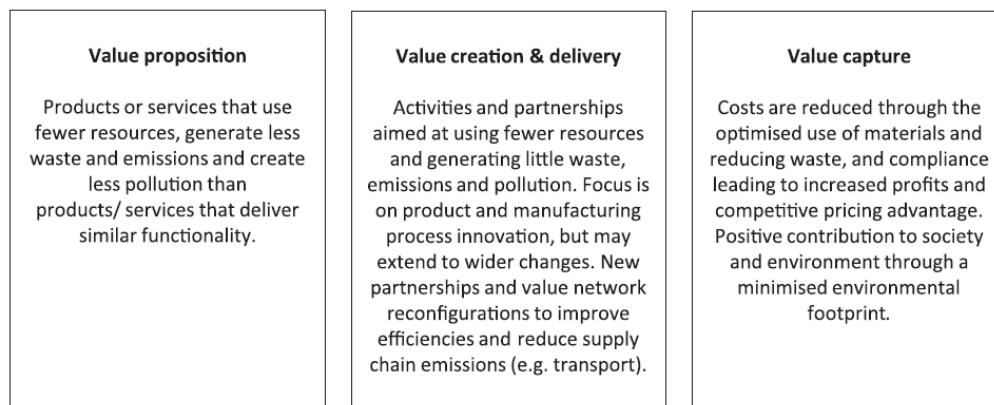 Value proposition
Products or services that use
fewer resources, generate less
waste and emissions and create
less pollution than
products/ services that deliver
similar functionality.
Value creation & delivery
Activities and partnerships
aimed at using fewer resources
and generating little waste,
emissions and pollution. Focus is
on product and manufacturing
process innovation, but may
extend to wider changes. New
partnerships and value network
reconfigurations to improve
efficiencies and reduce supply
chain emissions (e.g. transport).
Value capture
Costs are reduced through the
optimised use of materials and
reducing waste, and compliance
leading to increased profits and
competitive pricing advantage.
Positive contribution to society
and environment through a
minimised environmental
footprint.